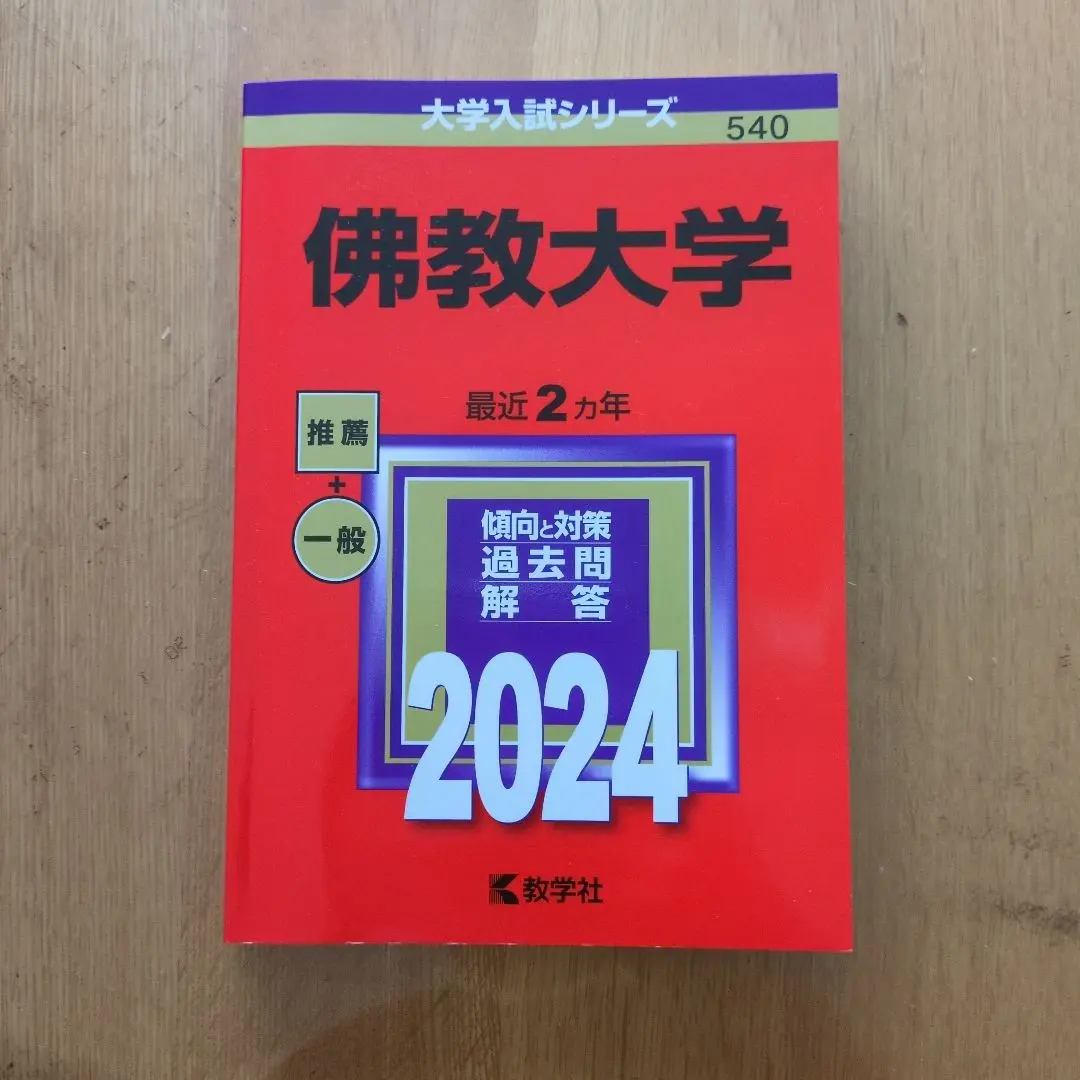 大学入試シリーズ
540
佛教大学
最近2カ年
推薦
+
一般
傾向と対策
過去問
解答
2024
教学社